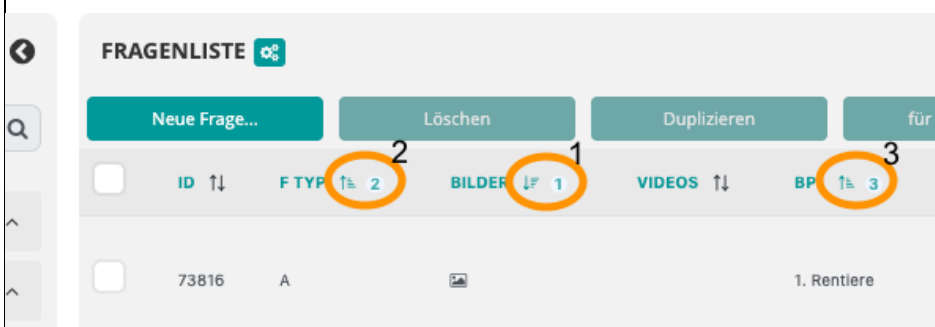 FRAGENLISTE
Neue Frage... Löschen Duplizieren für
2 1 3
ID F TYP 2 BILDER 1 VIDEOS BP 3
73816 A 1. Rentiere